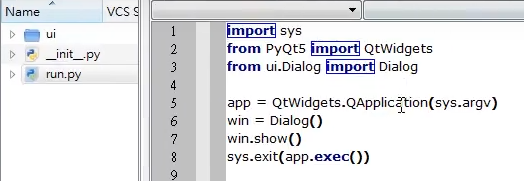 Name
VCS S
ui
__init__.py
run.py
1 import sys
2 from PyQt5 import QtWidgets
3 from ui.Dialog import Dialog
4
5 app = QtWidgets.QApplication(sys.argv)
6 win = Dialog()
7 win.show()
8 sys.exit(app.exec())
9